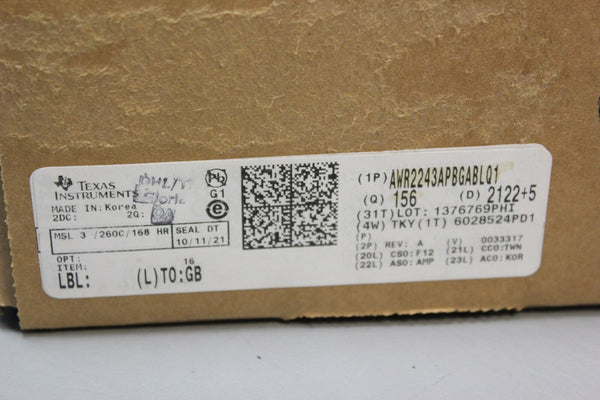 TEXAS
INSTRUMENTS
MADE IN: Korea
2DC: 2Q:
G1
e
MSL 3 /260C/168 HR SEAL DT
10/11/21
OPT:
ITEM: 16
LBL: (L)TO:GB
(1P) AWR2243APBGABLQ1
(Q) 156 (D) 2122+5
(31T)LOT: 1376769PHI
(4W) TKY(1T) 6028524PD1
(P)
(2P) REV: A (V) 0033317
(20L) CSO:F12 (21L) CCO:TWN
(22L) ASO:AMP (23L) ACO:KOR